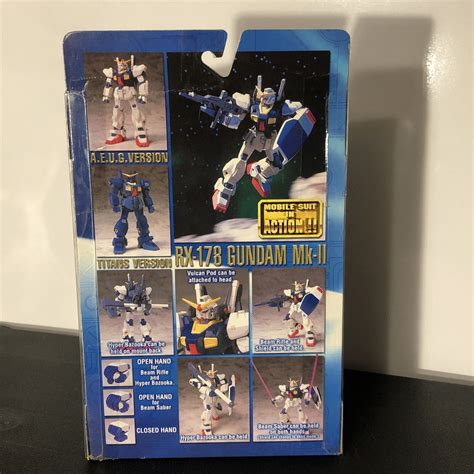 A.E.U.G.VERSION
MOBILE SUIT
IN
ACTION!!
TITANS VERSION
RX-178 GUNDAM Mk-II
Vulcan Pod can be
attached to head.
Hyper Bazooka can be
held on mount back.
Beam Rifle and
Shield can be held.
OPEN HAND
for
Beam Rifle
and
Hyper Bazooka.
OPEN HAND
for
Beam Saber
CLOSED HAND
Hyper Bazooka can be held.
Beam Saber can be held
on both hands.